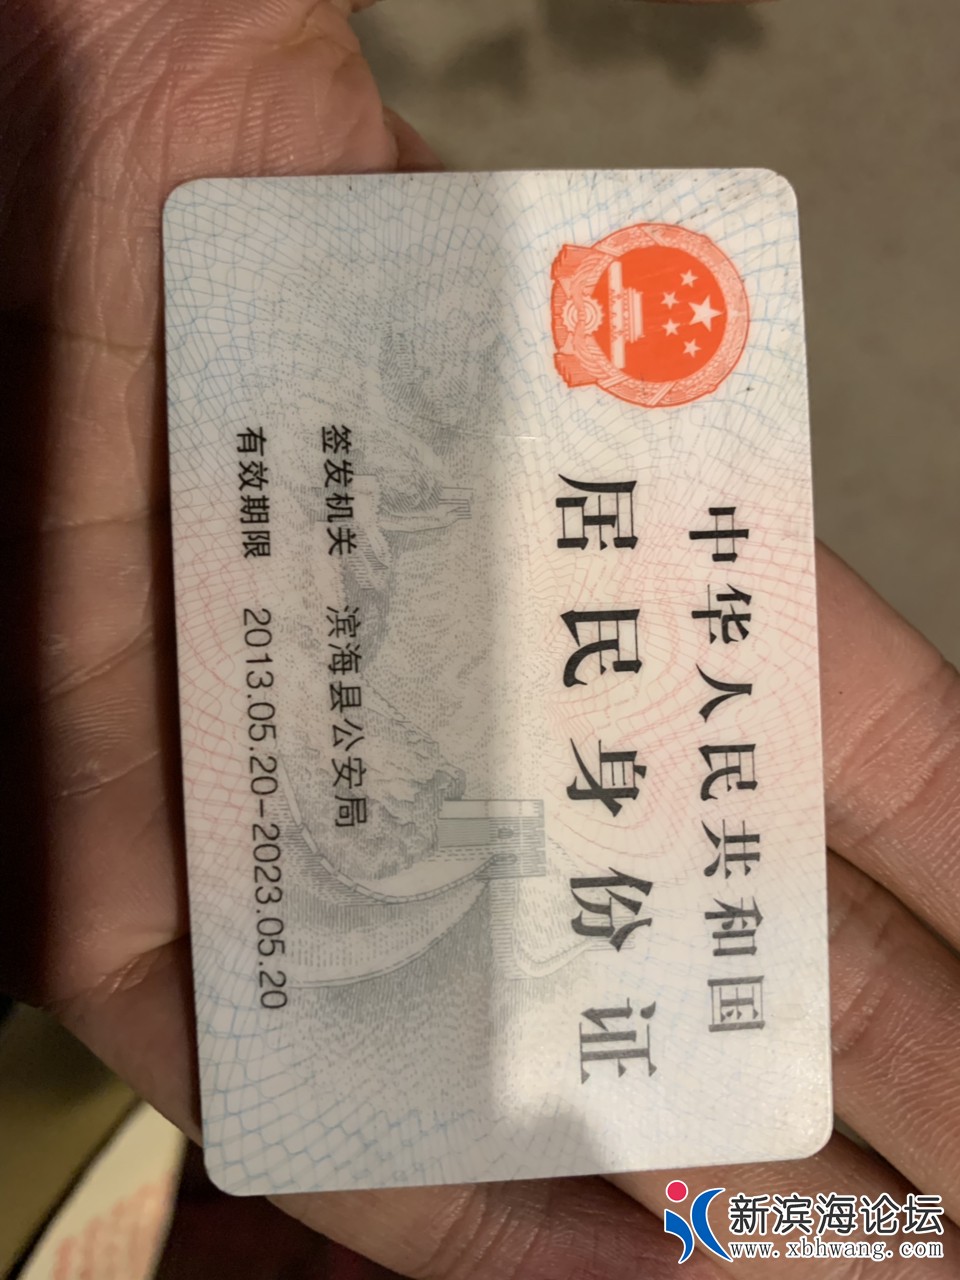 中华人民共和国
居民身份证
签发机关 滨海县公安局
有效期限 2013.05.20-2023.05.20
新滨海论坛
www.xbhwang.com